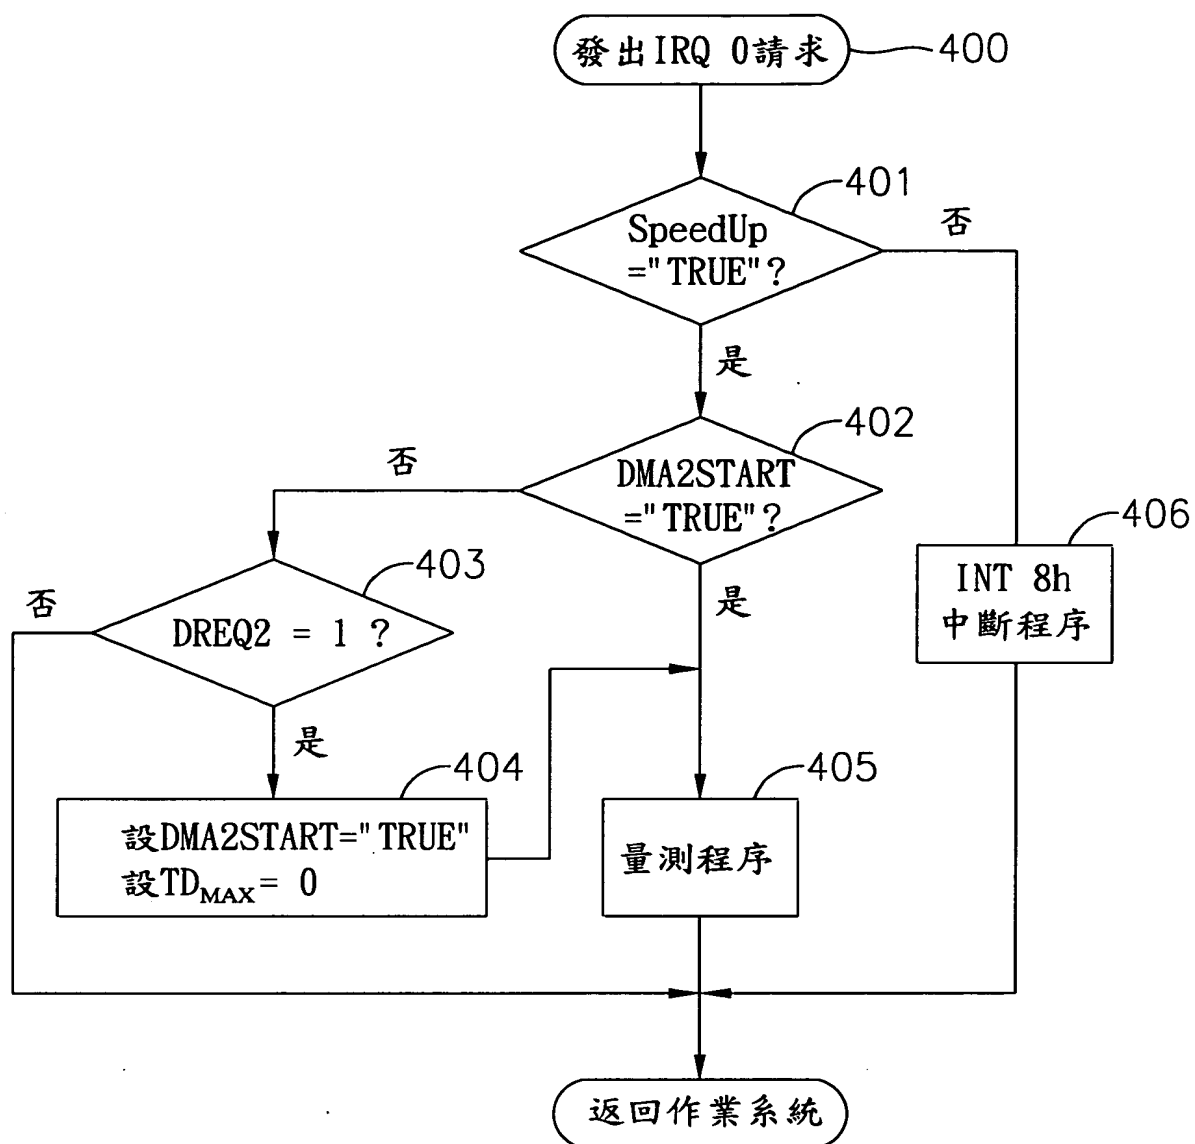 發出IRQ 0請求
400
401
SpeedUp
="TRUE"?
否
是
402
否
DMA2START
="TRUE"?
406
INT 8h
中斷程序
403
否
DREQ2 = 1 ?
是
是
404
設DMA2START="TRUE"
設TDMAX= 0
405
量測程序
返回作業系統